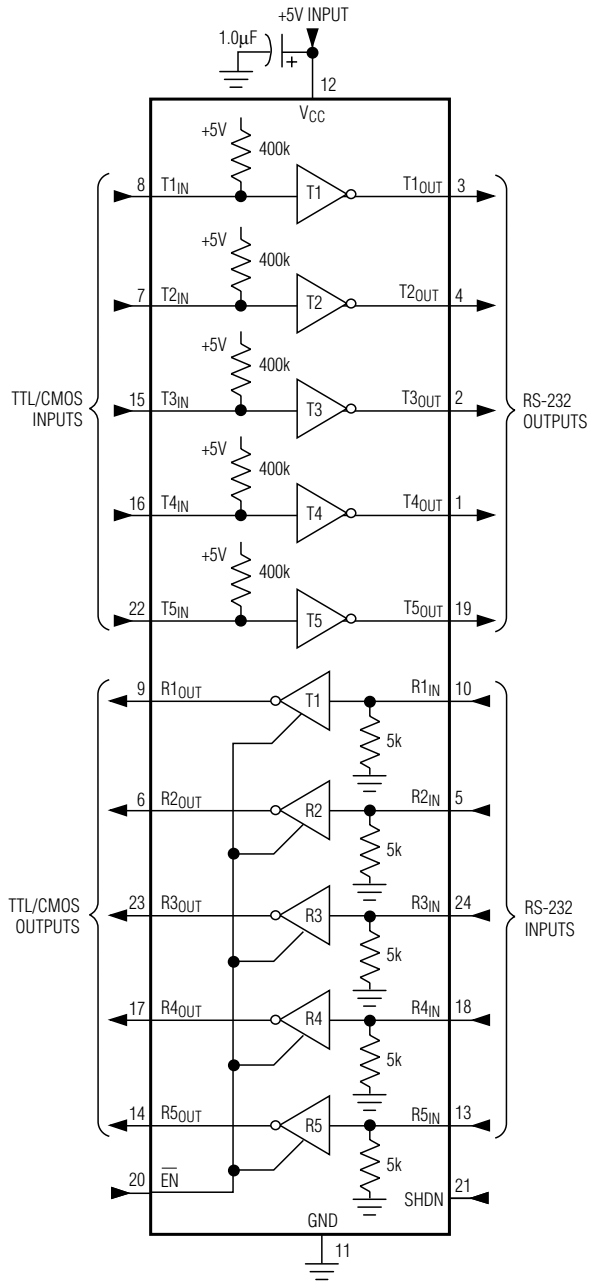 +5V INPUT
1.0μF
+
12
VCC
+5V
400k
8 T1IN T1 T1OUT 3
+5V
400k
7 T2IN T2 T2OUT 4
+5V
400k
TTL/CMOS
INPUTS
15 T3IN T3 T3OUT 2
RS-232
OUTPUTS
+5V
400k
16 T4IN T4 T4OUT 1
+5V
400k
22 T5IN T5 T5OUT 19
9 R1OUT T1 R1IN 10
5k
6 R2OUT R2 R2IN 5
5k
TTL/CMOS
OUTPUTS
23 R3OUT R3 R3IN 24
RS-232
INPUTS
5k
17 R4OUT R4 R4IN 18
5k
14 R5OUT R5 R5IN 13
5k
20 E̅N̅
SHDN 21
GND
11